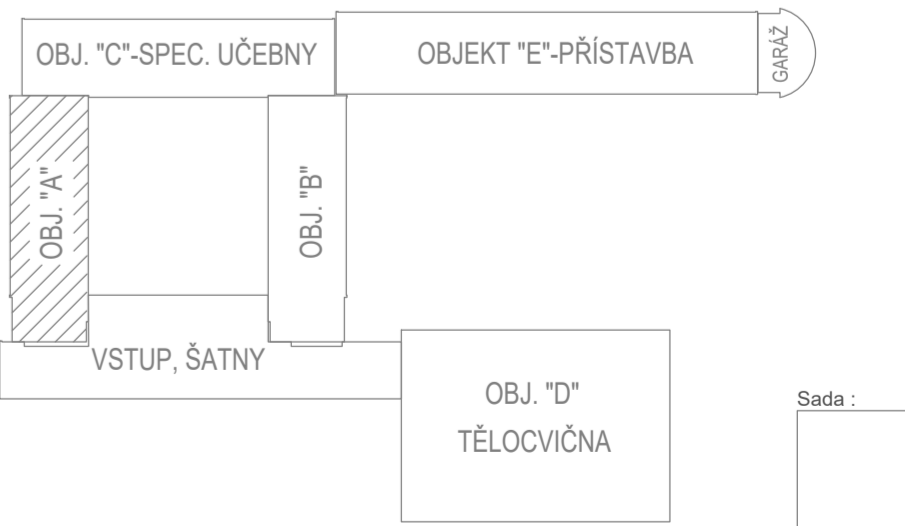 OBJ. "C"-SPEC. UČEBNY
OBJEKT "E"-PŘÍSTAVBA
GARÁŽ
OBJ. "A"
OBJ. "B"
VSTUP, ŠATNY
OBJ. "D"
TĚLOCVIČNA
Sada :